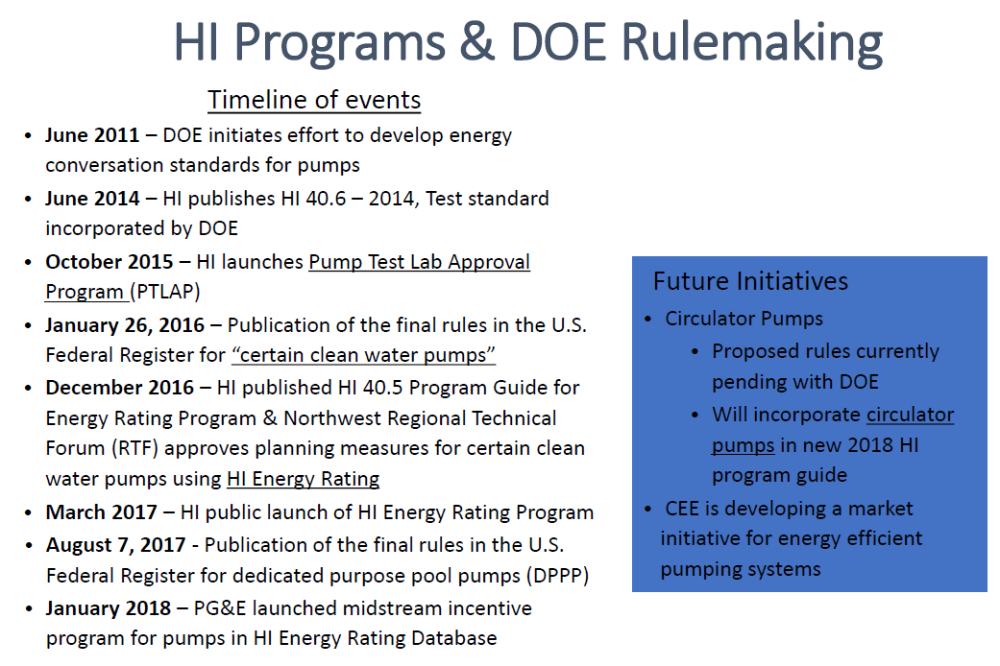 HI Programs & DOE Rulemaking
Timeline of events
• June 2011 – DOE initiates effort to develop energy
conversation standards for pumps
• June 2014 – HI publishes HI 40.6 – 2014, Test standard
incorporated by DOE
• October 2015 – HI launches Pump Test Lab Approval
Program (PTLAP)
• January 26, 2016 – Publication of the final rules in the U.S.
Federal Register for “certain clean water pumps”
• December 2016 – HI published HI 40.5 Program Guide for
Energy Rating Program & Northwest Regional Technical
Forum (RTF) approves planning measures for certain clean
water pumps using HI Energy Rating
• March 2017 – HI public launch of HI Energy Rating Program
• August 7, 2017 - Publication of the final rules in the U.S.
Federal Register for dedicated purpose pool pumps (DPPP)
• January 2018 – PG&E launched midstream incentive
program for pumps in HI Energy Rating Database
Future Initiatives
• Circulator Pumps
• Proposed rules currently
pending with DOE
• Will incorporate circulator
pumps in new 2018 HI
program guide
• CEE is developing a market
initiative for energy efficient
pumping systems